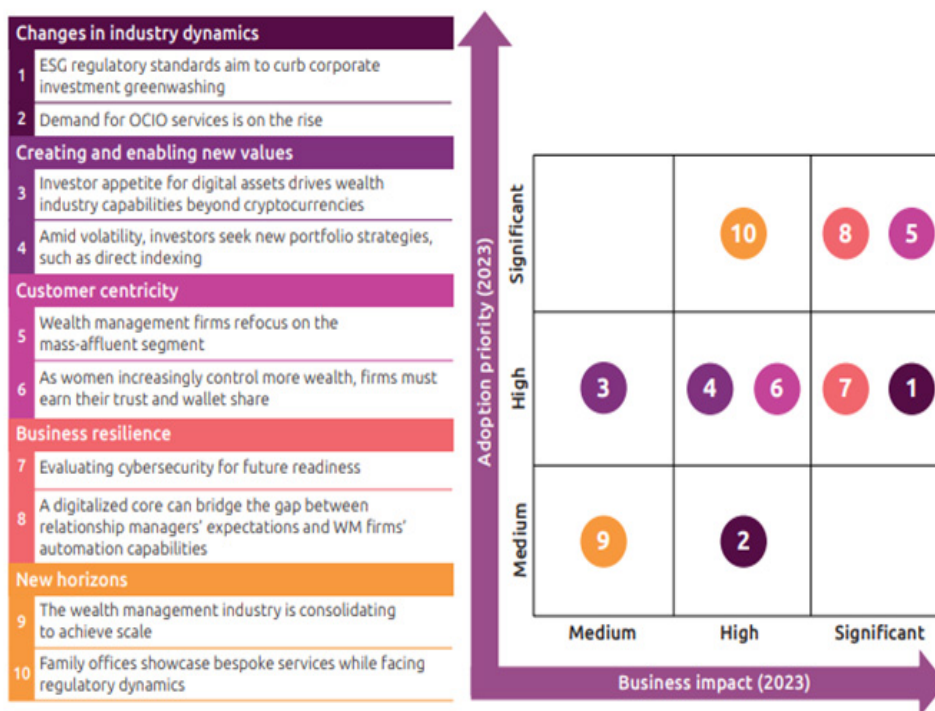 Changes in industry dynamics
1
ESG regulatory standards aim to curb corporate
investment greenwashing
2
Demand for OCIO services is on the rise
Creating and enabling new values
3
Investor appetite for digital assets drives wealth
industry capabilities beyond cryptocurrencies
4
Amid volatility, investors seek new portfolio strategies,
such as direct indexing
Customer centricity
5
Wealth management firms refocus on the
mass-affluent segment
6
As women increasingly control more wealth, firms must
earn their trust and wallet share
Business resilience
7
Evaluating cybersecurity for future readiness
8
A digitalized core can bridge the gap between
relationship managers' expectations and WM firms'
automation capabilities
New horizons
9
The wealth management industry is consolidating
to achieve scale
10
Family offices showcase bespoke services while facing
regulatory dynamics
Adoption priority (2023)
Significant
10 8 5
High
3 4 6 7 1
Medium
9 2
Medium High Significant
Business impact (2023)